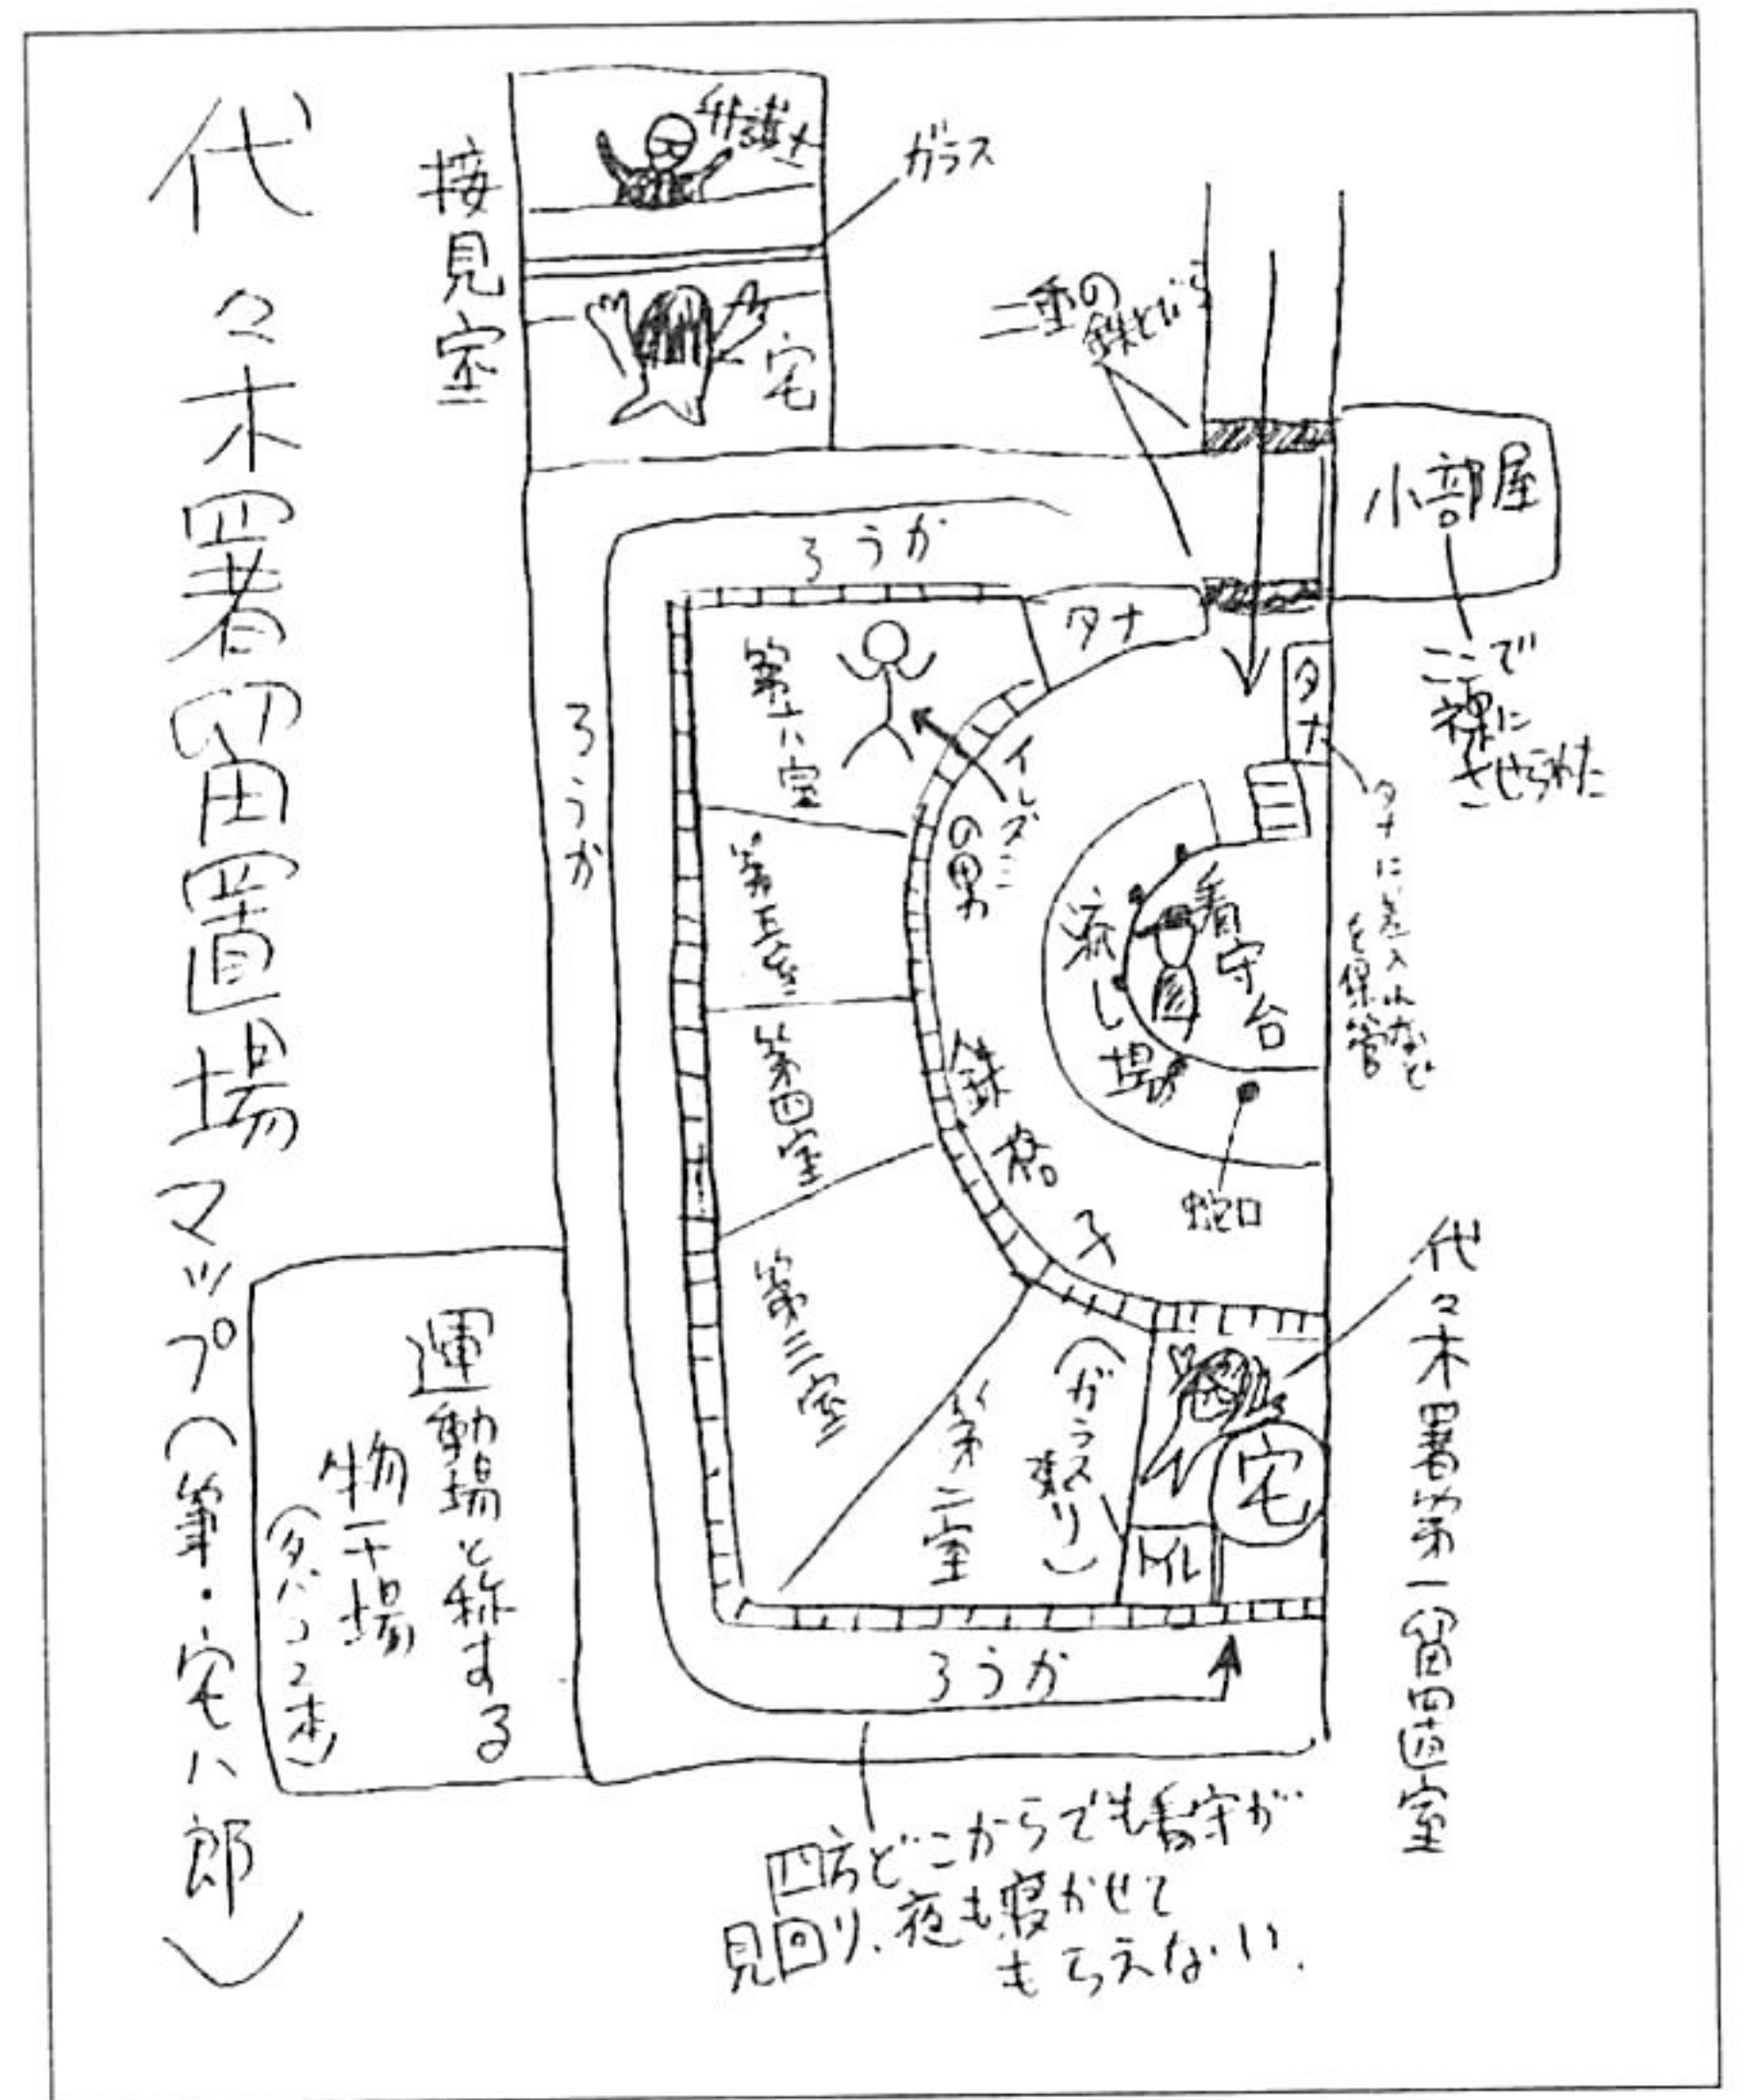 代々木署留置場マップ(筆・宅八郎)
接見室
弁護士
ガラス
宅
二重の
鉄とびら
小部屋
ここで
裸に
させられた
ろうか
タナ
タナ
タナに差入れなど
を保管
第六室
イレズミ
の男
ろうか
第五室
看守台
流し場
第四室
鉄格子
蛇口
第三室
第二室
(ガラス
張り)
宅
トイレ
代々木署第一留置室
運動場と称する
物干場
(タバコ2本)
ろうか
四方どこからでも看守が
見回り、夜も寝かせて
もらえない.